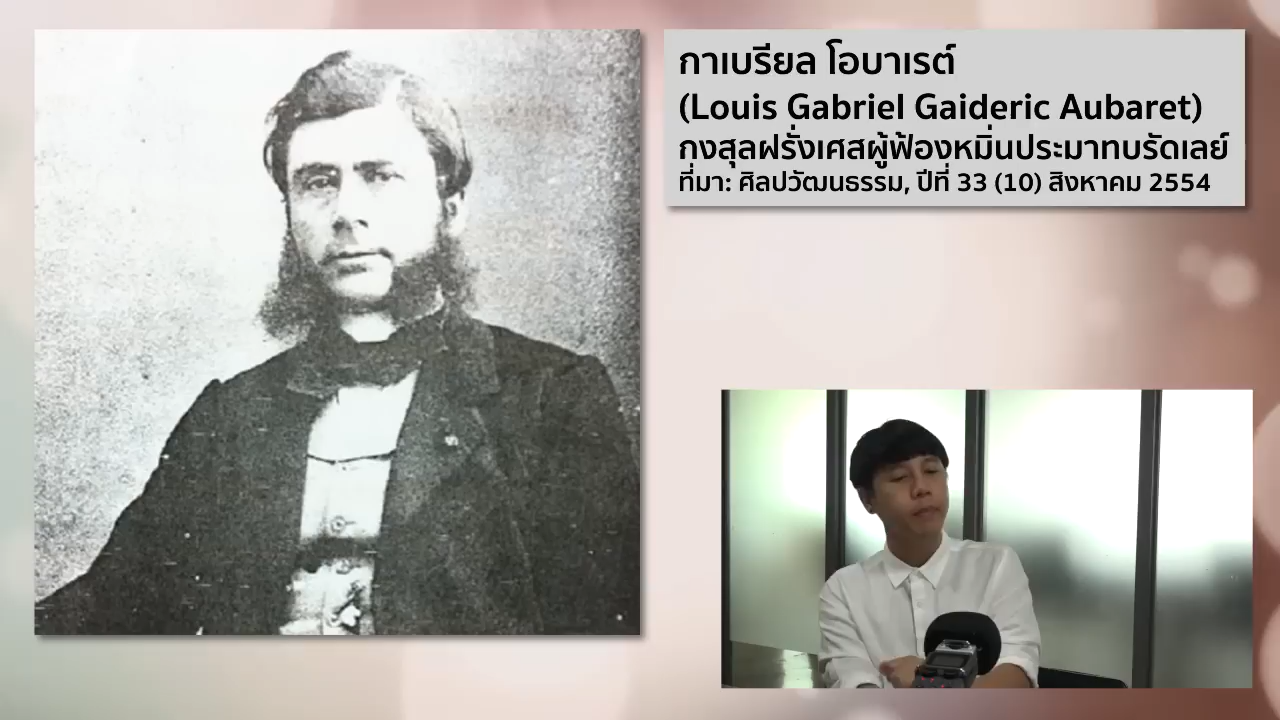 กาเบรียล โอบาเรต์
(Louis Gabriel Gaideric Aubaret)
กงสุลฝรั่งเศสผู้ฟ้องหมิ่นประมาทบรัดเลย์
ที่มา: ศิลปวัฒนธรรม, ปีที่ 33 (10) สิงหาคม 2554